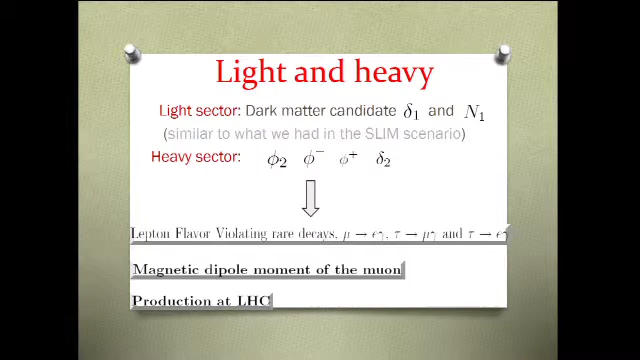 Light and heavy
Light sector: Dark matter candidate δ₁ and N₁
(similar to what we had in the SLIM scenario)
Heavy sector: ϕ₂ ϕ⁻ ϕ⁺ δ₂
Lepton Flavor Violating rare decays, μ → eγ, τ → μγ and τ → eγ
Magnetic dipole moment of the muon
Production at LHC